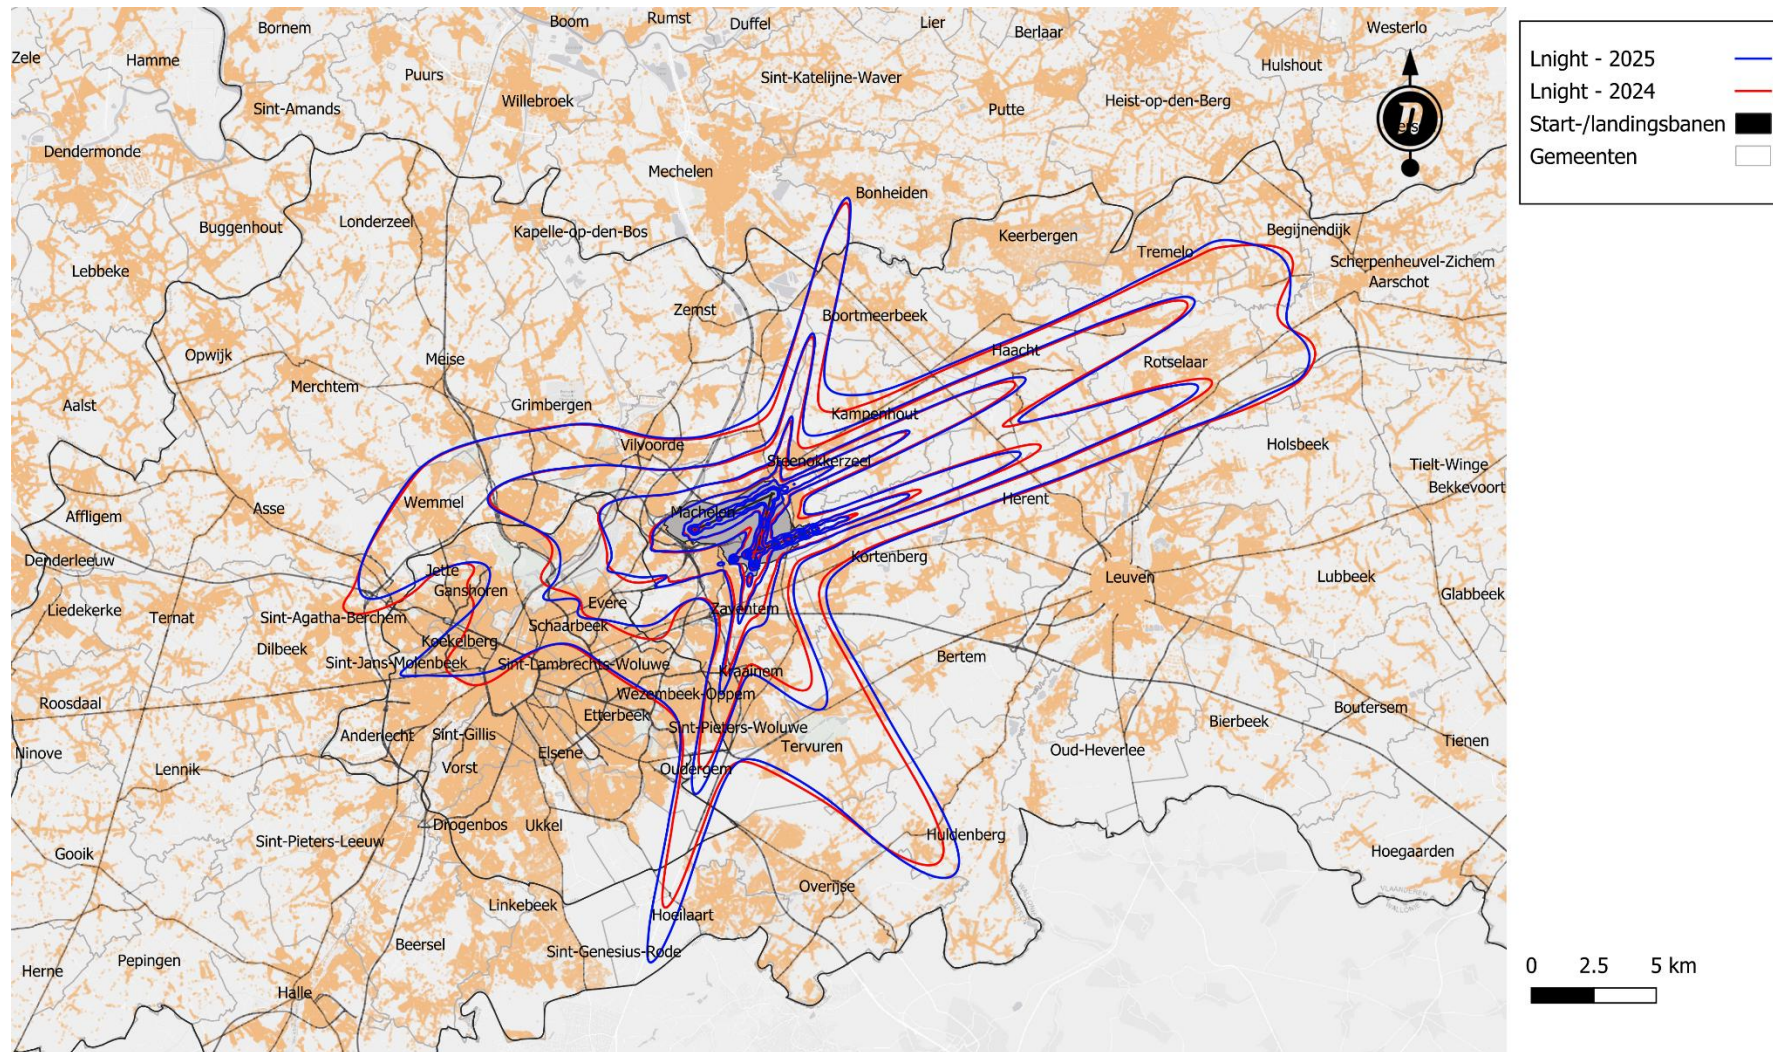 Lnight - 2025
Lnight - 2024
Start-/landingsbanen
Gemeenten
Boom
Rumst
Duffel
Lier
Berlaar
Westerlo
Bornem
Zele
Hamme
Puurs
Sint-Katelijne-Waver
Hulshout
Sint-Amands
Willebroek
Putte
Heist-op-den-Berg
Dendermonde
Mechelen
Bonheiden
Buggenhout
Londerzeel
Kapelle-op-den-Bos
Keerbergen
Begijnendijk
Tremelo
Lebbeke
Scherpenheuvel-Zichem
Aarschot
Zemst
Boortmeerbeek
Opwijk
Meise
Haacht
Rotselaar
Merchtem
Aalst
Grimbergen
Kampenhout
Vilvoorde
Holsbeek
Steenokkerzeel
Tielt-Winge
Bekkevoort
Wemmel
Asse
Affligem
Machelen
Herent
Denderleeuw
Jette
Kortenberg
Ganshoren
Leuven
Lubbeek
Glabbeek
Liedekerke
Ternat
Sint-Agatha-Berchem
Evere
Zaventem
Schaarbeek
Koekelberg
Dilbeek
Sint-Jans-Molenbeek
Sint-Lambrechts-Woluwe
Kraainem
Bertem
Wezembeek-Oppem
Roosdaal
Etterbeek
Sint-Pieters-Woluwe
Bierbeek
Boutersem
Anderlecht
Sint-Gillis
Elsene
Tervuren
Oud-Heverlee
Tienen
Ninove
Lennik
Vorst
Oudergem
Drogenbos
Ukkel
Huldenberg
Sint-Pieters-Leeuw
Gooik
Hoegaarden
Overijse
VLAANDEREN
WALLONIE
Linkebeek
Hoeilaart
Beersel
Sint-Genesius-Rode
Pepingen
Herne
Halle
0 2.5 5 km